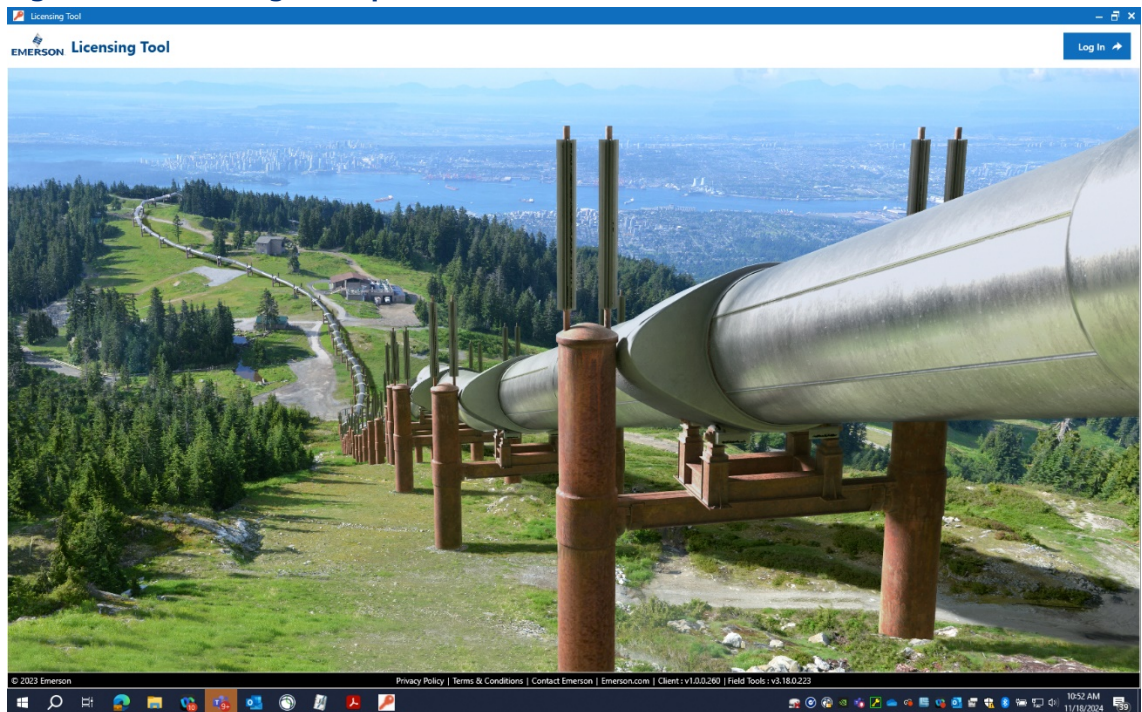 Licensing Tool
EMERSON Licensing Tool
Log In
© 2023 Emerson
Privacy Policy | Terms & Conditions | Contact Emerson | Emerson.com | Client : v1.0.0.260 | Field Tools : v3.18.0.223
10:52 AM
11/18/2024